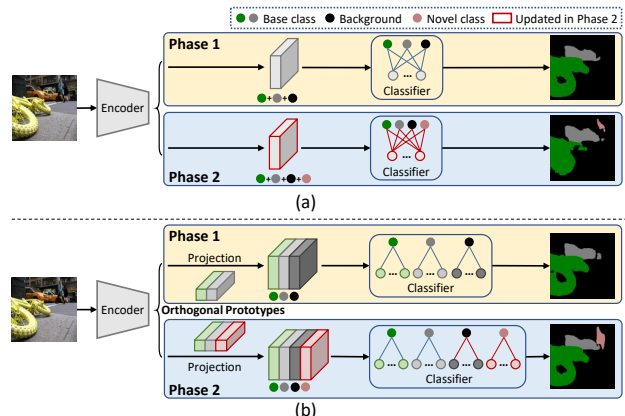 Base class Background Novel class Updated in Phase 2
Phase 1
Encoder
+ +
...
Classifier
+ + +
...
Classifier
Phase 2
(a)
Phase 1
Projection
... ... ...
Classifier
Encoder
Orthogonal Prototypes
Projection
... ... ... ...
Classifier
Phase 2
(b)